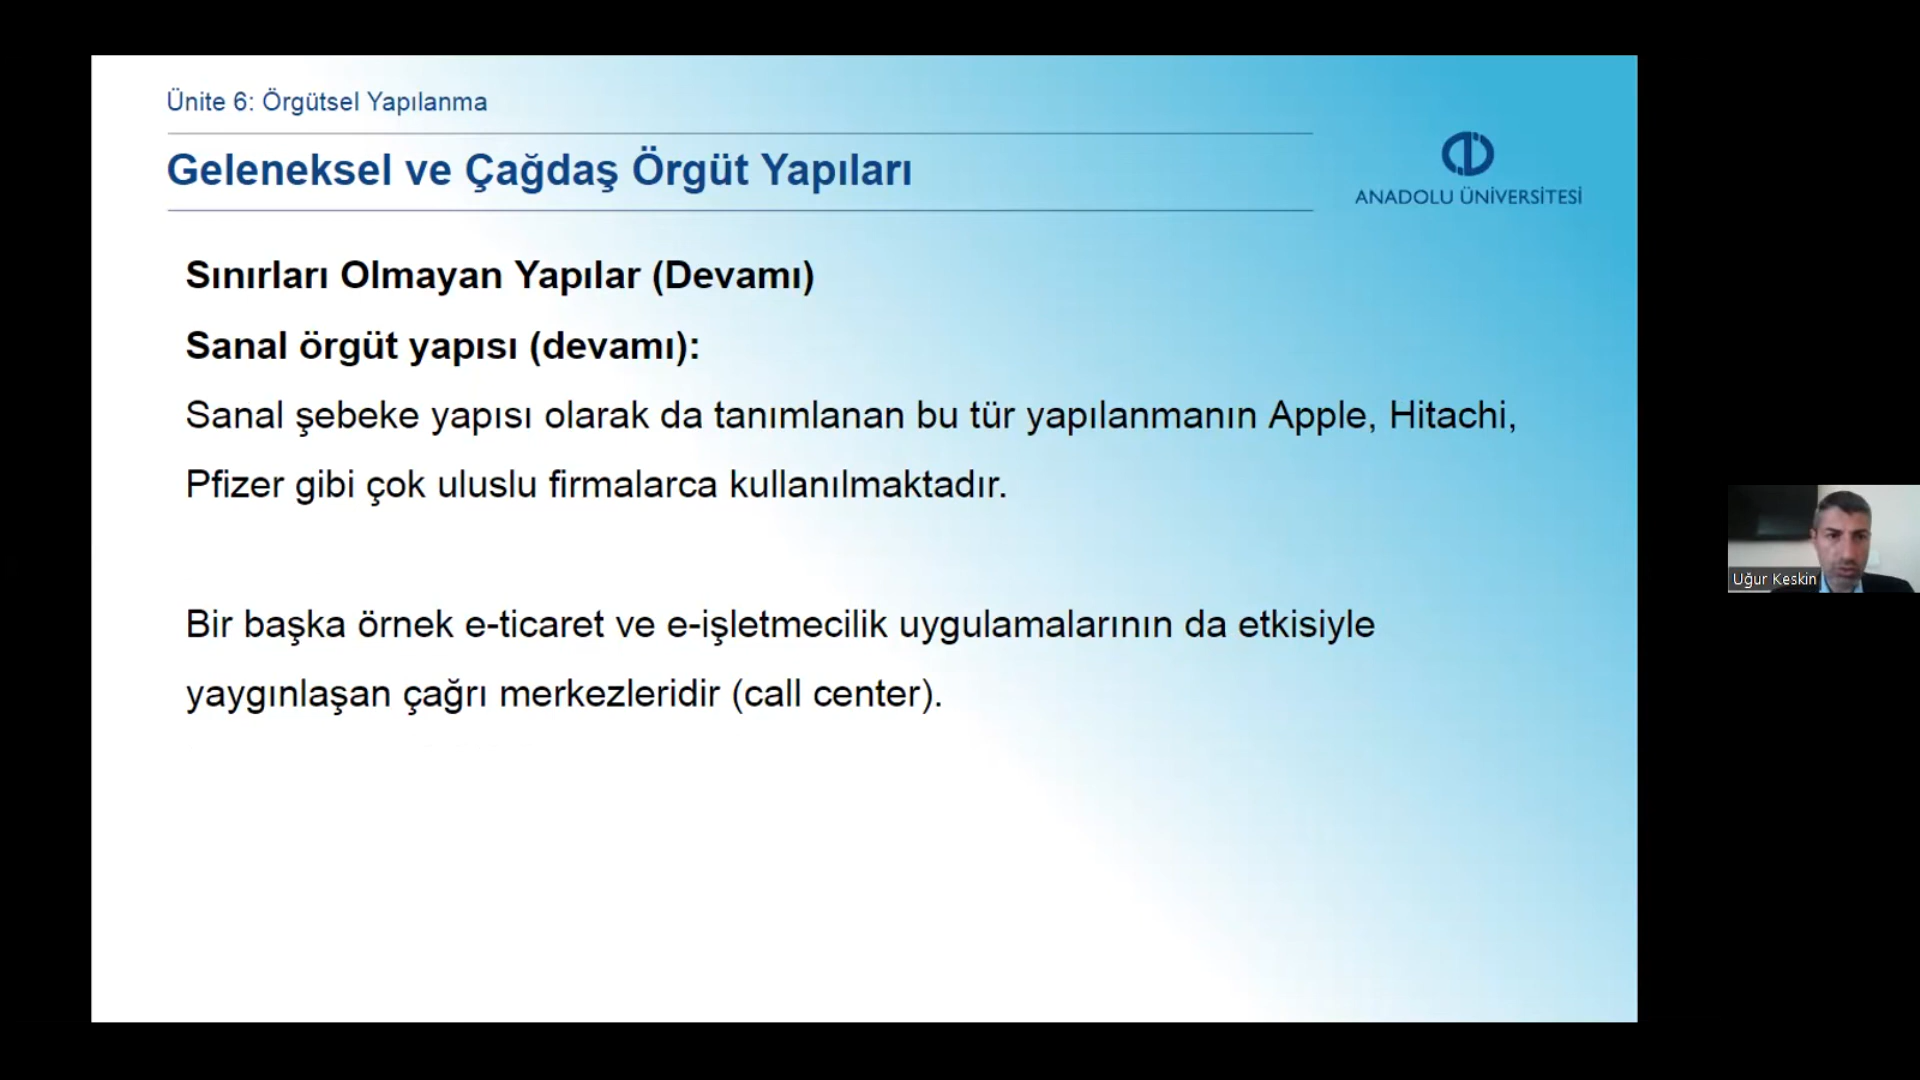 Ünite 6: Örgütsel Yapılanma
Geleneksel ve Çağdaş Örgüt Yapıları
ANADOLU ÜNİVERSİTESİ
Sınırları Olmayan Yapılar (Devamı)
Sanal örgüt yapısı (devamı):
Sanal şebeke yapısı olarak da tanımlanan bu tür yapılanmanın Apple, Hitachi,
Pfizer gibi çok uluslu firmalarca kullanılmaktadır.
Bir başka örnek e-ticaret ve e-işletmecilik uygulamalarının da etkisiyle
yaygınlaşan çağrı merkezleridir (call center).
Uğur Keskin